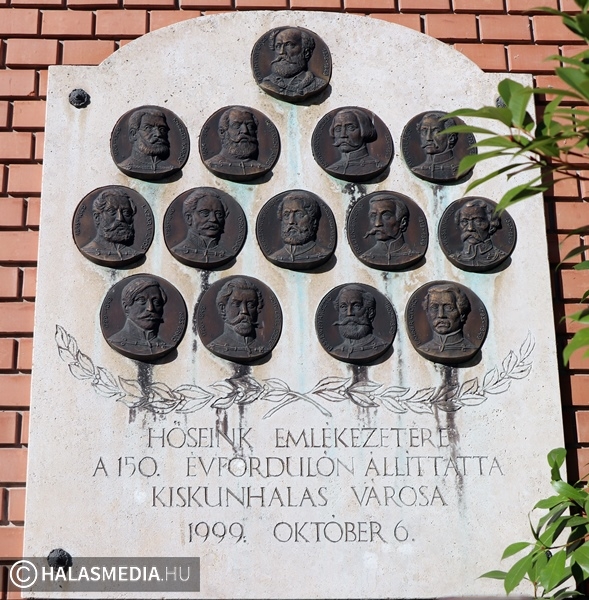 HŐSEINK EMLÉKEZETÉRE
A 150. ÉVFORDULÓN ÁLLÍTTATTA
KISKUNHALAS VÁROSA
1999. OKTÓBER 6.
© HALASMEDIA.HU